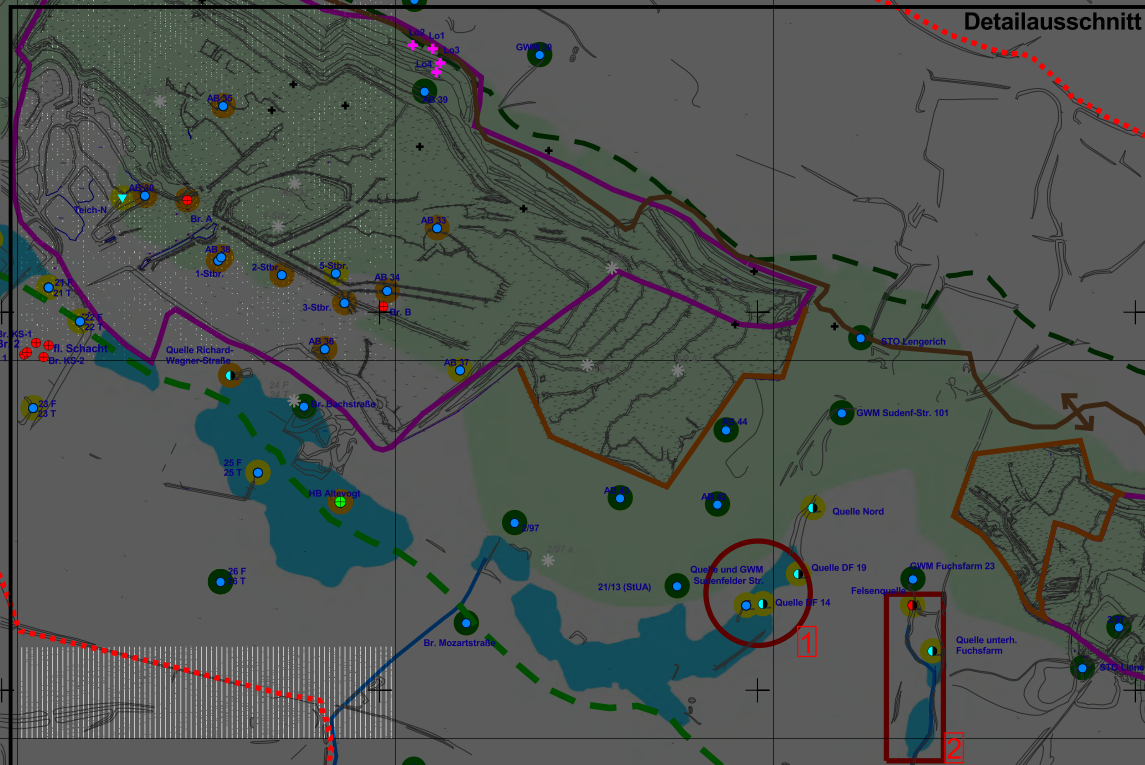 Detailausschnitt
Lo2
Lo1
Lo3
Lo4
GWM
AB 39
AB 35
AB 40
Teich-N
Br. A
AB 33
AB 38
1-Stbr.
2-Stbr.
5-Stbr.
AB 34
3-Stbr.
Br. B
21 F
21 T
22 F
22 T
Br. KS-1
fl. Schacht
Br. KS-2
Quelle Richard-
Wagner-Straße
AB 36
AB 37
STO Lengerich
24 F
Br. Bachstraße
23 F
23 T
GWM Sudenf-Str. 101
44
25 F
25 T
HB Altevogt
Quelle Nord
2/97
26 F
26 T
21/13 (StUA)
Quelle und GWM
Sudenfelder Str.
Quelle DF 19
Quelle NF 14
GWM Fuchsfarm 23
Felsenquelle
Br. Mozartstraße
1
Quelle unterh.
Fuchsfarm
2